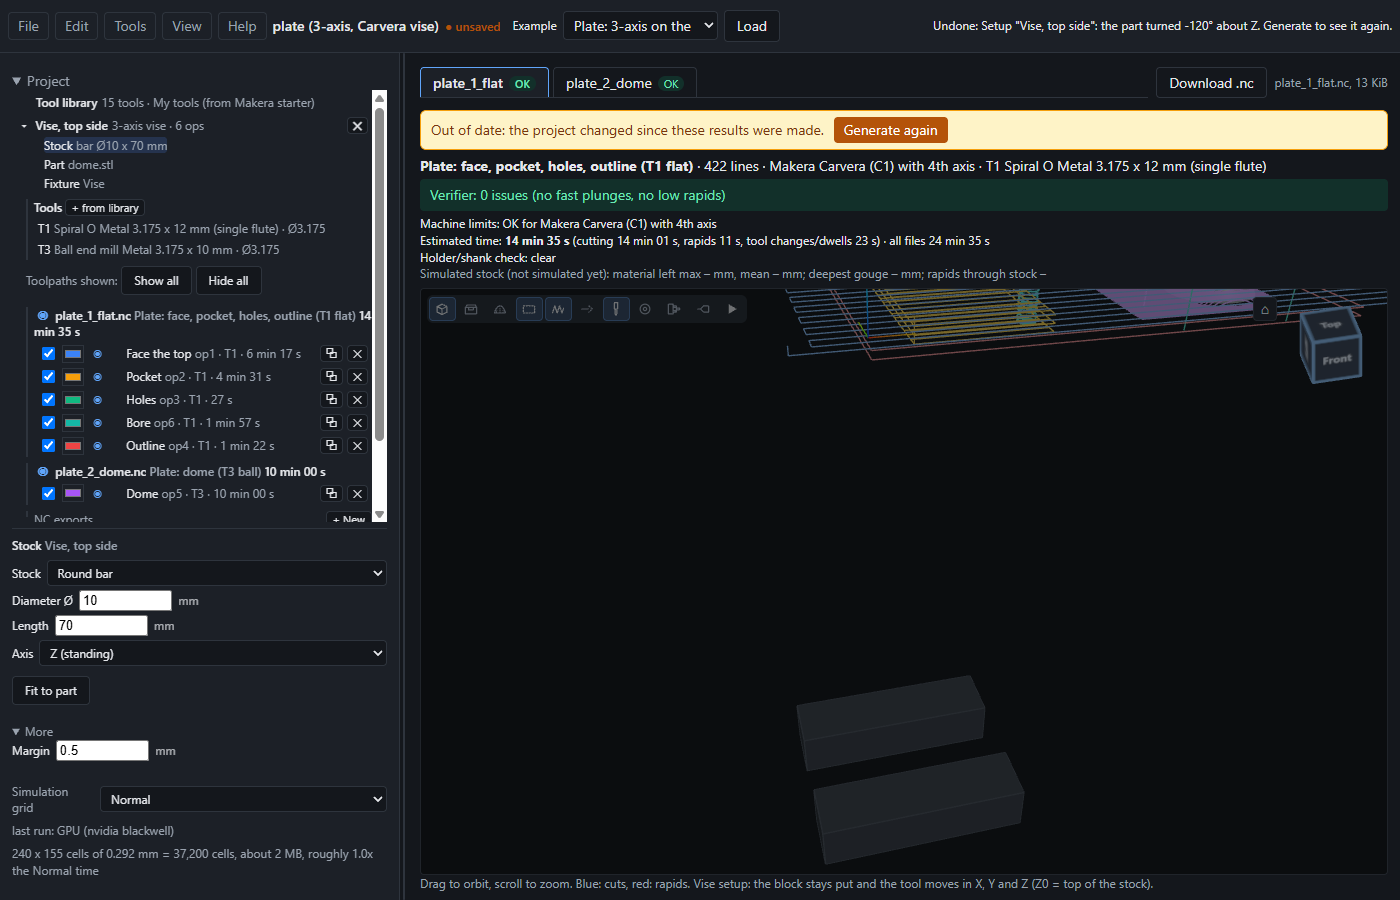 File
Edit
Tools
View
Help
plate (3-axis, Carvera vise)
● unsaved
Example
Plate: 3-axis on the
Load
Undone: Setup "Vise, top side": the part turned -120° about Z. Generate to see it again.
Project
Tool library 15 tools · My tools (from Makera starter)
Vise, top side 3-axis vise · 6 ops
Stock bar Ø10 x 70 mm
Part dome.stl
Fixture Vise
Tools + from library
T1 Spiral O Metal 3.175 x 12 mm (single flute) · Ø3.175
T3 Ball end mill Metal 3.175 x 10 mm · Ø3.175
Toolpaths shown: Show all Hide all
plate_1_flat.nc Plate: face, pocket, holes, outline (T1 flat) 14
min 35 s
Face the top op1 · T1 · 6 min 17 s
Pocket op2 · T1 · 4 min 31 s
Holes op3 · T1 · 27 s
Bore op6 · T1 · 1 min 57 s
Outline op4 · T1 · 1 min 22 s
plate_2_dome.nc Plate: dome (T3 ball) 10 min 00 s
Dome op5 · T3 · 10 min 00 s
NC exports + New
Stock Vise, top side
Stock Round bar
Diameter Ø 10 mm
Length 70 mm
Axis Z (standing)
Fit to part
More
Margin 0.5 mm
Simulation
grid
Normal
last run: GPU (nvidia blackwell)
240 x 155 cells of 0.292 mm = 37,200 cells, about 2 MB, roughly 1.0x
the Normal time
plate_1_flat OK
plate_2_dome OK
Download .nc
plate_1_flat.nc, 13 KiB
Out of date: the project changed since these results were made. Generate again
Plate: face, pocket, holes, outline (T1 flat) · 422 lines · Makera Carvera (C1) with 4th axis · T1 Spiral O Metal 3.175 x 12 mm (single flute)
Verifier: 0 issues (no fast plunges, no low rapids)
Machine limits: OK for Makera Carvera (C1) with 4th axis
Estimated time: 14 min 35 s (cutting 14 min 01 s, rapids 11 s, tool changes/dwells 23 s) · all files 24 min 35 s
Holder/shank check: clear
Simulated stock (not simulated yet): material left max – mm, mean – mm; deepest gouge – mm; rapids through stock –
Top
Front
Drag to orbit, scroll to zoom. Blue: cuts, red: rapids. Vise setup: the block stays put and the tool moves in X, Y and Z (Z0 = top of the stock).